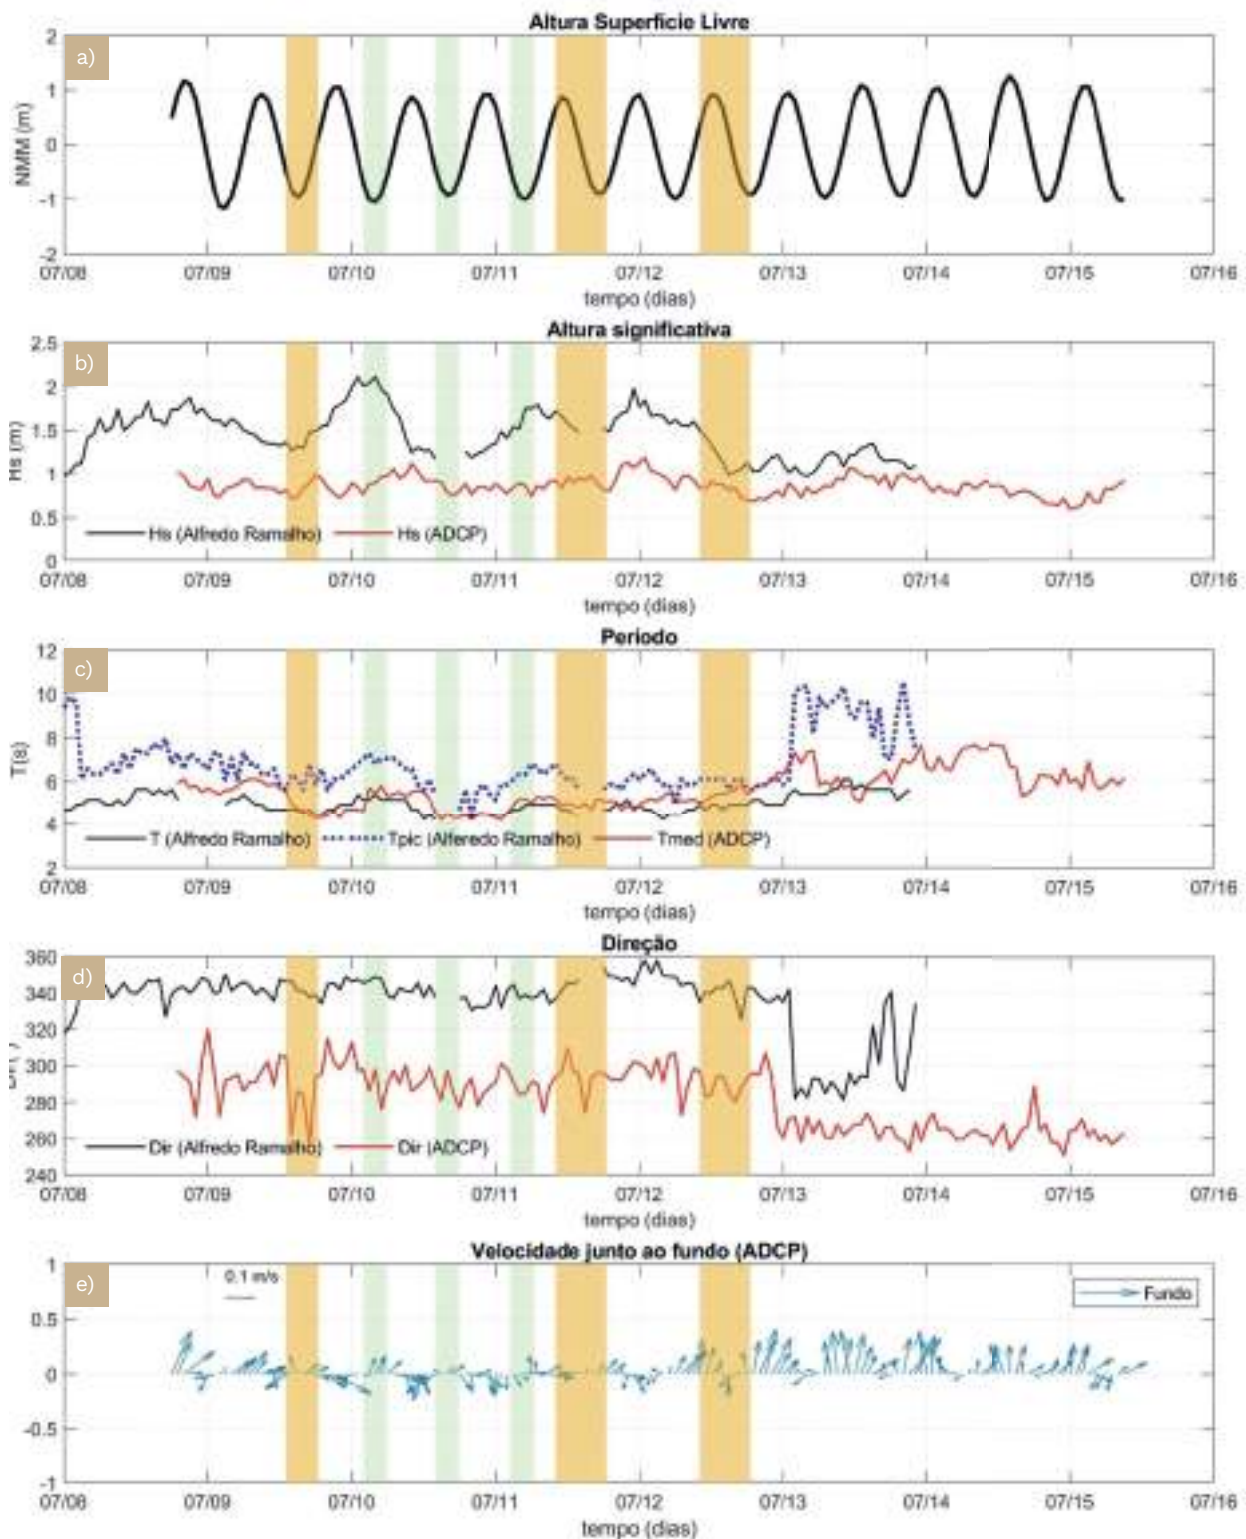 Altura Superficie Livre
a)
NMM (m)
2
1
0
-1
-2
07/08 07/09 07/10 07/11 07/12 07/13 07/14 07/15 07/16
tempo (dias)
Altura significativa
b)
Hs (m)
2.5
2
1.5
1
0.5
0
Hs (Alfredo Ramalho) Hs (ADCP)
07/08 07/09 07/10 07/11 07/12 07/13 07/14 07/15 07/16
tempo (dias)
Período
c)
T(s)
12
10
8
6
4
2
T (Alfredo Ramalho) Tpic (Alferedo Ramalho) Tmed (ADCP)
07/08 07/09 07/10 07/11 07/12 07/13 07/14 07/15 07/16
tempo (dias)
Direção
d)
360
340
320
300
280
260
240
Dir (Alfredo Ramalho) Dir (ADCP)
07/08 07/09 07/10 07/11 07/12 07/13 07/14 07/15 07/16
tempo (dias)
Velocidade junto ao fundo (ADCP)
e)
0.1 m/s
Fundo
1
0.5
0
-0.5
-1
07/08 07/09 07/10 07/11 07/12 07/13 07/14 07/15 07/16
tempo (dias)